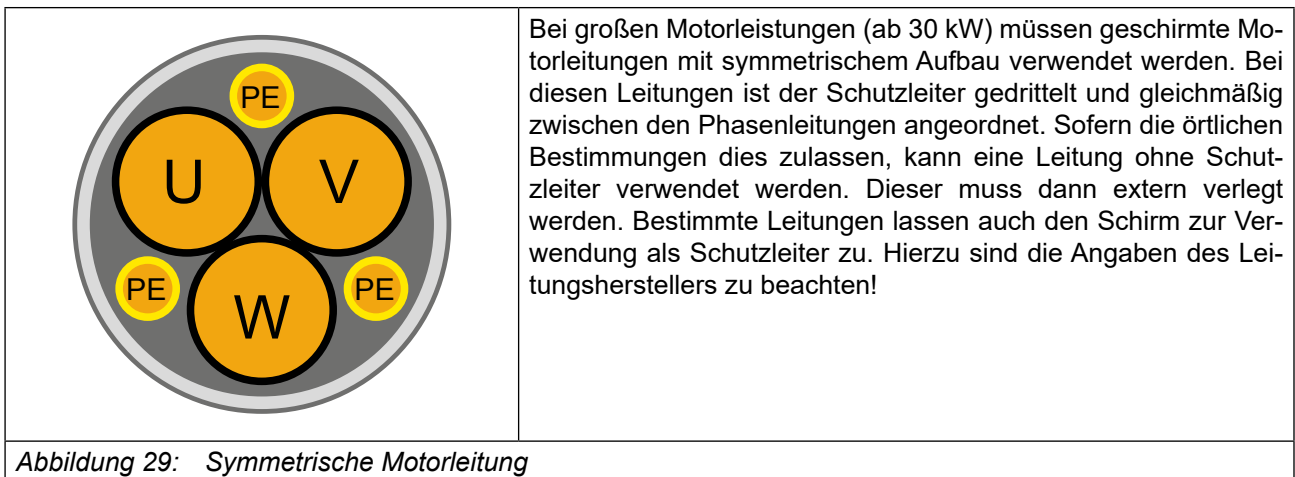 PE
U
V
PE
PE
W
Bei großen Motorleistungen (ab 30 kW) müssen geschirmte Mo-
torleitungen mit symmetrischem Aufbau verwendet werden. Bei
diesen Leitungen ist der Schutzleiter gedrittelt und gleichmäßig
zwischen den Phasenleitungen angeordnet. Sofern die örtlichen
Bestimmungen dies zulassen, kann eine Leitung ohne Schut-
zleiter verwendet werden. Dieser muss dann extern verlegt
werden. Bestimmte Leitungen lassen auch den Schirm zur Ver-
wendung als Schutzleiter zu. Hierzu sind die Angaben des Lei-
tungsherstellers zu beachten!
Abbildung 29: Symmetrische Motorleitung